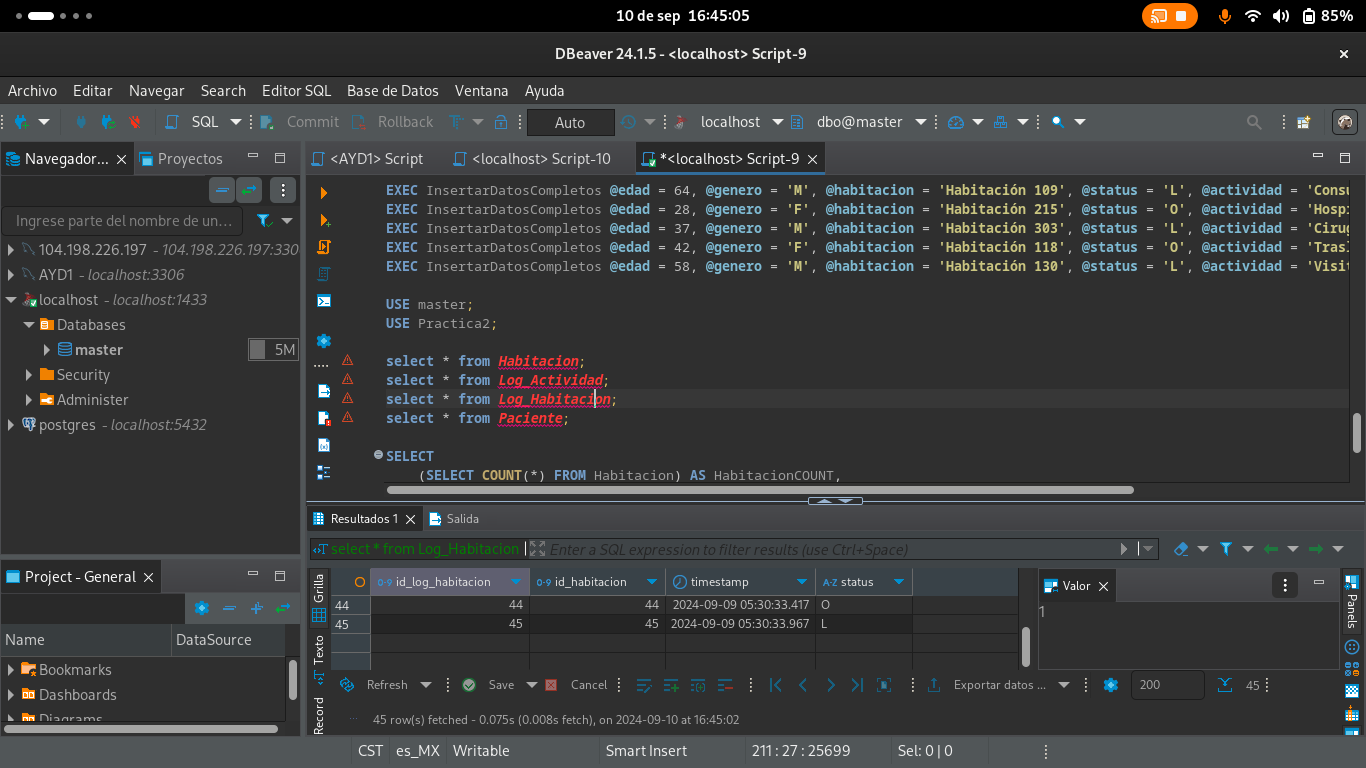 10 de sep 16:45:05
85%
DBeaver 24.1.5 - <localhost> Script-9
Archivo Editar Navegar Search Editor SQL Base de Datos Ventana Ayuda
SQL Commit Rollback T Auto localhost dbo@master
Navegador... Proyectos
<AYD1> Script <localhost> Script-10 *<localhost> Script-9
Ingrese parte del nombre de un...
104.198.226.197 - 104.198.226.197:330
AYD1 - localhost:3306
localhost - localhost:1433
Databases
master 5M
Security
Administer
postgres - localhost:5432
EXEC InsertarDatosCompletos @edad = 64, @genero = 'M', @habitacion = 'Habitación 109', @status = 'L', @actividad = 'Consu
EXEC InsertarDatosCompletos @edad = 28, @genero = 'F', @habitacion = 'Habitación 215', @status = 'O', @actividad = 'Hospi
EXEC InsertarDatosCompletos @edad = 37, @genero = 'M', @habitacion = 'Habitación 303', @status = 'L', @actividad = 'Cirug
EXEC InsertarDatosCompletos @edad = 42, @genero = 'F', @habitacion = 'Habitación 118', @status = 'O', @actividad = 'Trasl
EXEC InsertarDatosCompletos @edad = 58, @genero = 'M', @habitacion = 'Habitación 130', @status = 'L', @actividad = 'Visit
USE master;
USE Practica2;
select * from Habitacion;
select * from Log_Actividad;
select * from Log_Habitacion;
select * from Paciente;
SELECT
(SELECT COUNT(*) FROM Habitacion) AS HabitacionCOUNT,
Project - General
Name DataSource
Bookmarks
Dashboards
Diagrams
Resultados 1 Salida
select * from Log_Habitacion Enter a SQL expression to filter results (use Ctrl+Space)
Grilla
Texto
Record
id_log_habitacion id_habitacion timestamp status
44 44 44 2024-09-09 05:30:33.417 O
45 45 45 2024-09-09 05:30:33.967 L
Valor
1
Panels
Refresh Save Cancel Exportar datos ... 200 45
45 row(s) fetched - 0.075s (0.008s fetch), on 2024-09-10 at 16:45:02
CST es_MX Writable Smart Insert 211 : 27 : 25699 Sel: 0 | 0